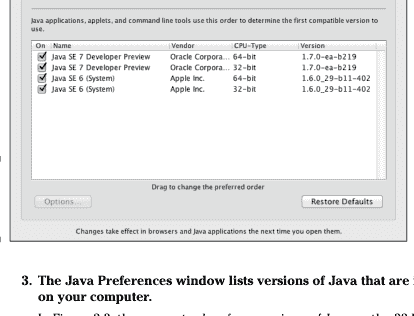 Java applications, applets, and command line tools use this order to determine the first compatible version to
use.
On Name Vendor CPU-Type Version
Java SE 7 Developer Preview Oracle Corpora... 64-bit 1.7.0-ea-b219
Java SE 7 Developer Preview Oracle Corpora... 32-bit 1.7.0-ea-b219
Java SE 6 (System) Apple Inc. 64-bit 1.6.0_29-b11-402
Java SE 6 (System) Apple Inc. 32-bit 1.6.0_29-b11-402
Drag to change the preferred order
Options... Restore Defaults
Changes take effect in browsers and Java applications the next time you open them.
3. The Java Preferences window lists versions of Java that are
on your computer.